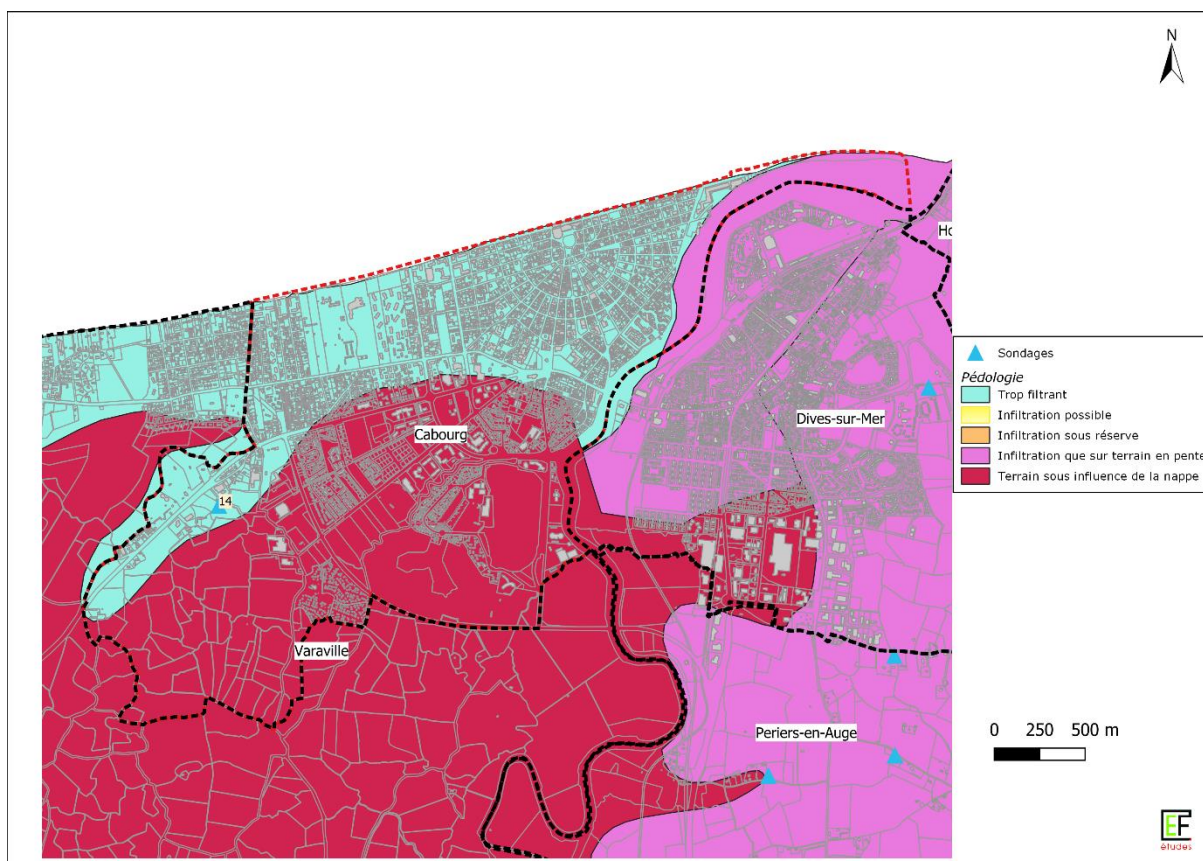 N
Ho
Sondages
Pédologie
Trop filtrant
Infiltration possible
Infiltration sous réserve
Infiltration que sur terrain en pente
Terrain sous influence de la nappe
Dives-sur-Mer
Cabourg
14
Varaville
Periers-en-Auge
0 250 500 m
EF
études